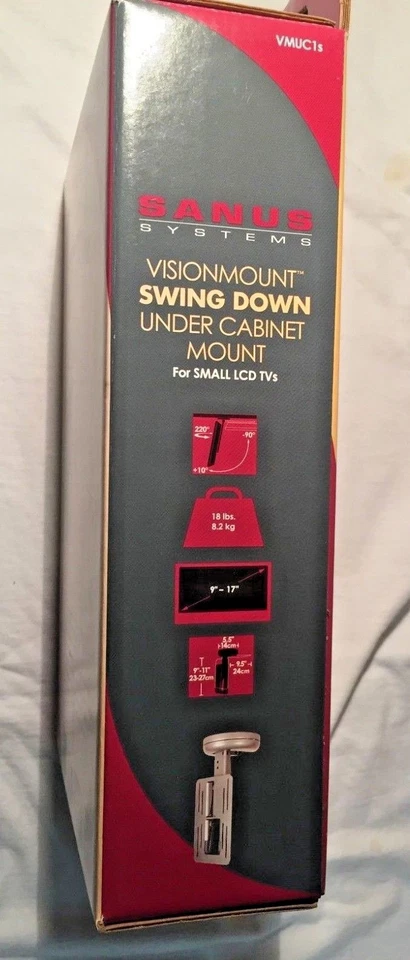 VMUC1s
SANUS
SYSTEMS
VISIONMOUNT™
SWING DOWN
UNDER CABINET
MOUNT
For SMALL LCD TVs
220°
-90°
+10°
18 lbs.
8.2 kg
9" – 17"
5.5"
14cm
9"-11"
23-27cm
9.5"
24cm